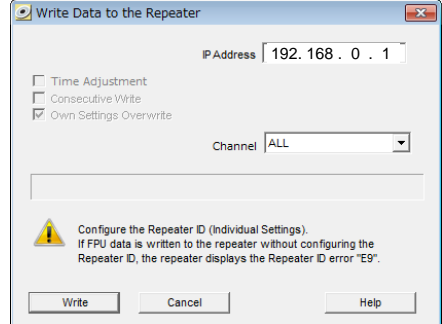 Write Data to the Repeater
IP Address 192. 168 . 0 . 1
Time Adjustment
Consecutive Write
Own Settings Overwrite
Channel ALL
Configure the Repeater ID (Individual Settings).
If FPU data is written to the repeater without configuring the
Repeater ID, the repeater displays the Repeater ID error "E9".
Write Cancel Help